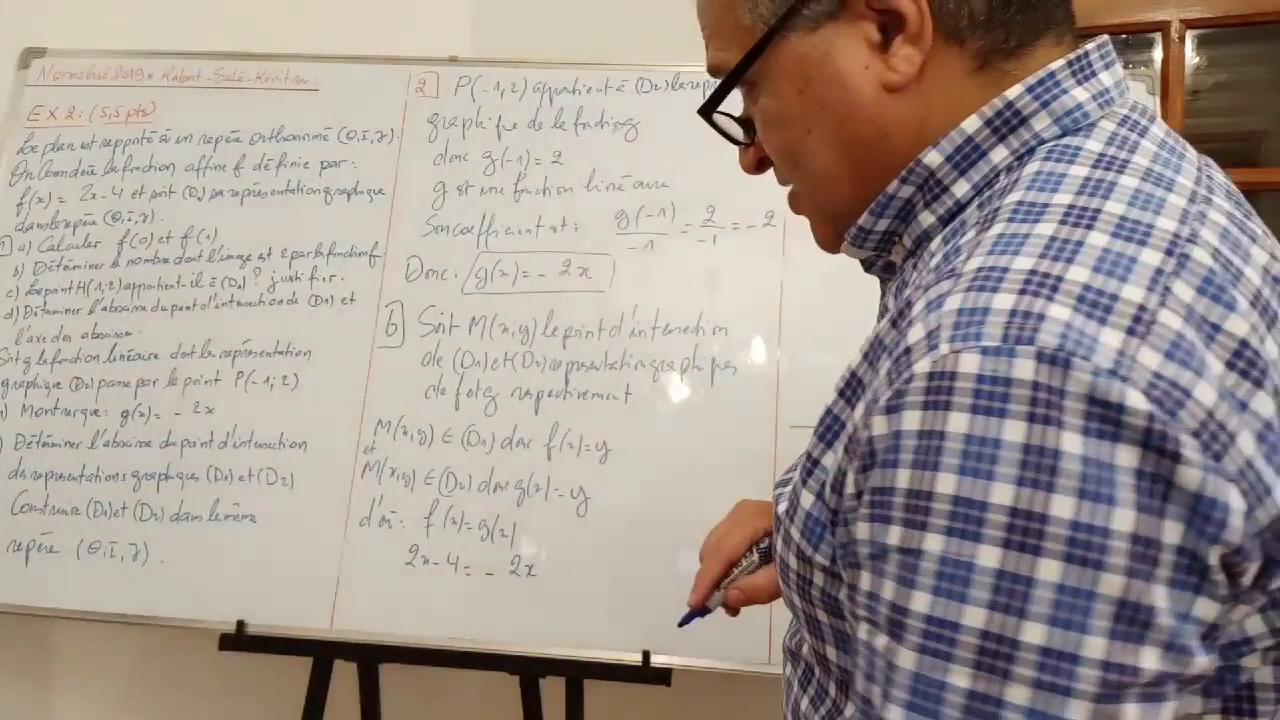 Normalisé 2019 * Rabat-Salé-Kénitra
EX 2 : (5,5 pts)
Le plan est rapporté à un repère orthonormé (O, I, J).
On considère la fonction affine f définie par :
f(x) = 2x - 4 et soit (D1) sa représentation graphique
dans le repère (O, I, J).
1) a) Calculer f(0) et f(1)
b) Déterminer le nombre dont l'image est 2 par la fonction f
c) Le point H(1;2) appartient-il à (D1)? justifier.
d) Déterminer l'abscisse du point d'intersection de (D1) et
l'axe des abscisses.
Soit g la fonction linéaire dont la représentation
graphique (D2) passe par le point P(-1; 2)
a) Montrer que : g(x) = - 2x
) Déterminer l'abscisse du point d'intersection
des représentations graphiques (D1) et (D2)
Construire (D1) et (D2) dans le même
repère (O, I, J).
2 P(-1, 2) appartient à (D2) la repré
graphique de la fonction g
donc g(-1) = 2
g est une fonction linéaire
Son coefficient est : g(-1)/-1 = 2/-1 = - 2
Donc : g(x) = - 2x
b Soit M(x, y) le point d'intersection
de (D1) et (D2) représentation graphiques
de f et g respectivement
M(x, y) ∈ (D1) donc f(x) = y
et
M(x, y) ∈ (D2) donc g(x) = y
d'où : f(x) = g(x)
2x - 4 = - 2x